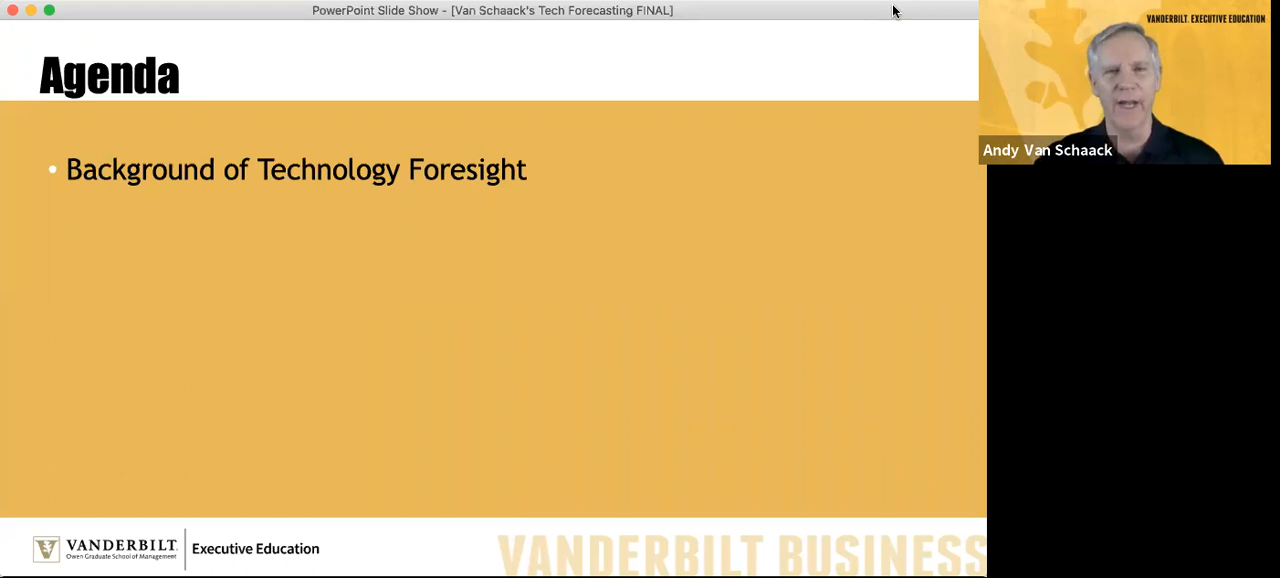 PowerPoint Slide Show - [Van Schaack's Tech Forecasting FINAL]
VANDERBILT EXECUTIVE EDUCATION
Agenda
Andy Van Schaack
• Background of Technology Foresight
VANDERBILT
Owen Graduate School of Management
Executive Education
VANDERBILT BUSINESS